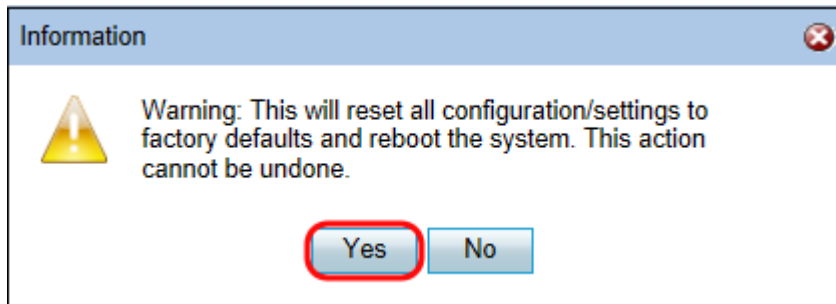 Information
Warning: This will reset all configuration/settings to
factory defaults and reboot the system. This action
cannot be undone.
Yes No